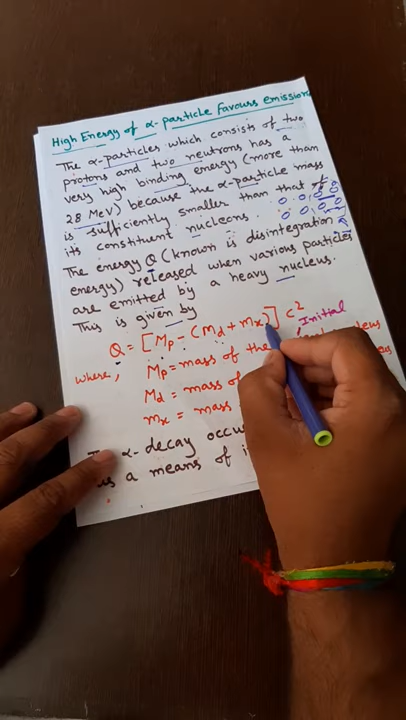 High Energy of α-particle favours emission
The α-particles which consists of two
protons and two neutrons has a
very high binding energy (more than
28 MeV) because the α-particle mass
is sufficiently smaller than that of
its constituent nucleons.
The energy Q (known is disintegration
energy) released when various particles
are emitted by a heavy nucleus.
This is given by
Q = [Mp - (Md + mx)] c²
Initial
where, Mp = mass of the
Md = mass of
mx = mass
α-decay occu
as a means of